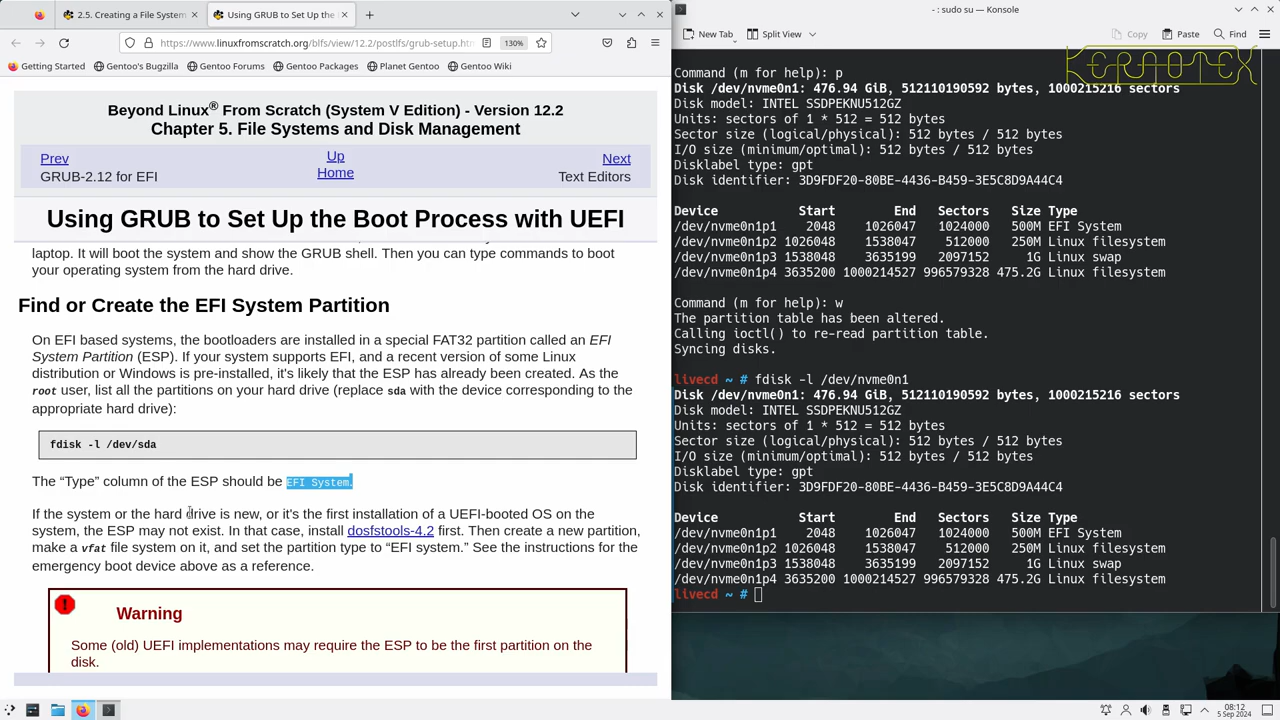 2.5. Creating a File System
Using GRUB to Set Up the
https://www.linuxfromscratch.org/blfs/view/12.2/postlfs/grub-setup.htm
130%
Getting Started
Gentoo's Bugzilla
Gentoo Forums
Gentoo Packages
Planet Gentoo
Gentoo Wiki
Beyond Linux® From Scratch (System V Edition) - Version 12.2
Chapter 5. File Systems and Disk Management
Prev
Up
Next
GRUB-2.12 for EFI
Home
Text Editors
Using GRUB to Set Up the Boot Process with UEFI
laptop. It will boot the system and show the GRUB shell. Then you can type commands to boot
your operating system from the hard drive.
Find or Create the EFI System Partition
On EFI based systems, the bootloaders are installed in a special FAT32 partition called an EFI
System Partition (ESP). If your system supports EFI, and a recent version of some Linux
distribution or Windows is pre-installed, it's likely that the ESP has already been created. As the
root user, list all the partitions on your hard drive (replace sda with the device corresponding to the
appropriate hard drive):
fdisk -l /dev/sda
The “Type” column of the ESP should be EFI System.
If the system or the hard drive is new, or it's the first installation of a UEFI-booted OS on the
system, the ESP may not exist. In that case, install dosfstools-4.2 first. Then create a new partition,
make a vfat file system on it, and set the partition type to “EFI system.” See the instructions for the
emergency boot device above as a reference.
Warning
Some (old) UEFI implementations may require the ESP to be the first partition on the
disk.
- : sudo su — Konsole
New Tab
Split View
Copy
Paste
Find
KERNOTEX
Command (m for help): p
Disk /dev/nvme0n1: 476.94 GiB, 512110190592 bytes, 1000215216 sectors
Disk model: INTEL SSDPEKNU512GZ
Units: sectors of 1 * 512 = 512 bytes
Sector size (logical/physical): 512 bytes / 512 bytes
I/O size (minimum/optimal): 512 bytes / 512 bytes
Disklabel type: gpt
Disk identifier: 3D9FDF20-80BE-4436-B459-3E5C8D9A44C4
Device Start End Sectors Size Type
/dev/nvme0n1p1 2048 1026047 1024000 500M EFI System
/dev/nvme0n1p2 1026048 1538047 512000 250M Linux filesystem
/dev/nvme0n1p3 1538048 3635199 2097152 1G Linux swap
/dev/nvme0n1p4 3635200 1000214527 996579328 475.2G Linux filesystem
Command (m for help): w
The partition table has been altered.
Calling ioctl() to re-read partition table.
Syncing disks.
livecd ~ # fdisk -l /dev/nvme0n1
Disk /dev/nvme0n1: 476.94 GiB, 512110190592 bytes, 1000215216 sectors
Disk model: INTEL SSDPEKNU512GZ
Units: sectors of 1 * 512 = 512 bytes
Sector size (logical/physical): 512 bytes / 512 bytes
I/O size (minimum/optimal): 512 bytes / 512 bytes
Disklabel type: gpt
Disk identifier: 3D9FDF20-80BE-4436-B459-3E5C8D9A44C4
Device Start End Sectors Size Type
/dev/nvme0n1p1 2048 1026047 1024000 500M EFI System
/dev/nvme0n1p2 1026048 1538047 512000 250M Linux filesystem
/dev/nvme0n1p3 1538048 3635199 2097152 1G Linux swap
/dev/nvme0n1p4 3635200 1000214527 996579328 475.2G Linux filesystem
livecd ~ #
08:12
5 Sep 2024